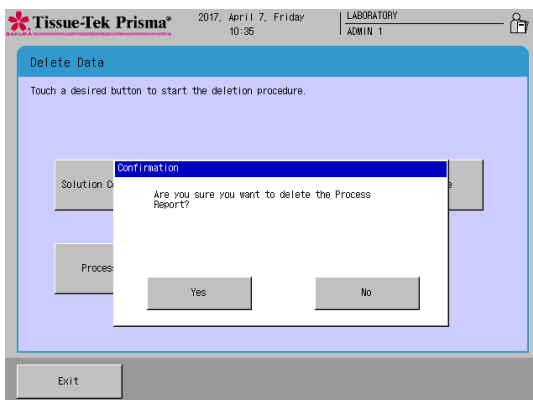 Tissue-Tek Prisma®
SAKURA
2017, April 7, Friday
10:35
LABORATORY
ADMIN 1
Delete Data
Touch a desired button to start the deletion procedure.
Solution
Confirmation
Are you sure you want to delete the Process
Report?
Yes
No
Exit